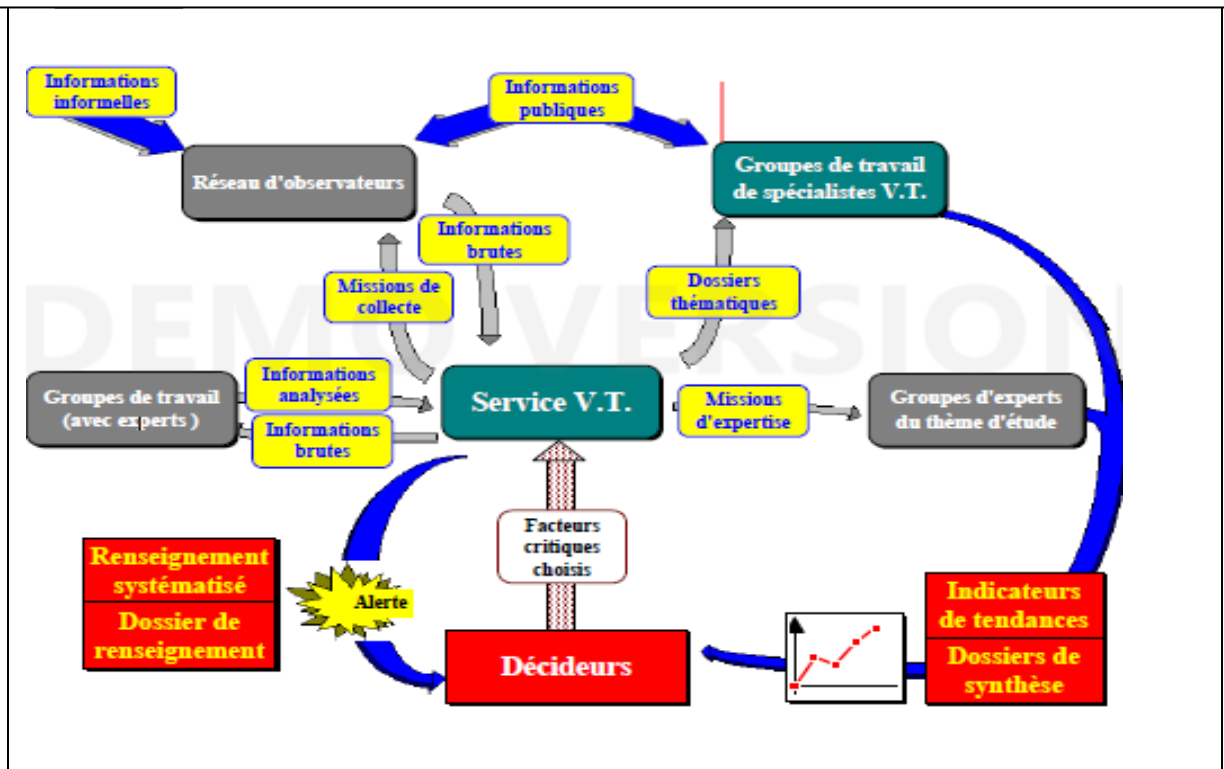 Informations
informelles
Informations
publiques
Réseau d'observateurs
Groupes de travail
de spécialistes V.T.
Informations
brutes
Missions de
collecte
Dossiers
thématiques
DEMO VERSION
Groupes de travail
(avec experts )
Informations
analysées
Informations
brutes
Service V.T.
Missions
d'expertise
Groupes d'experts
du thème d'étude
Facteurs
critiques
choisis
Renseignement
systématisé
Dossier de
renseignement
Alerte
Décideurs
Indicateurs
de tendances
Dossiers de
synthèse